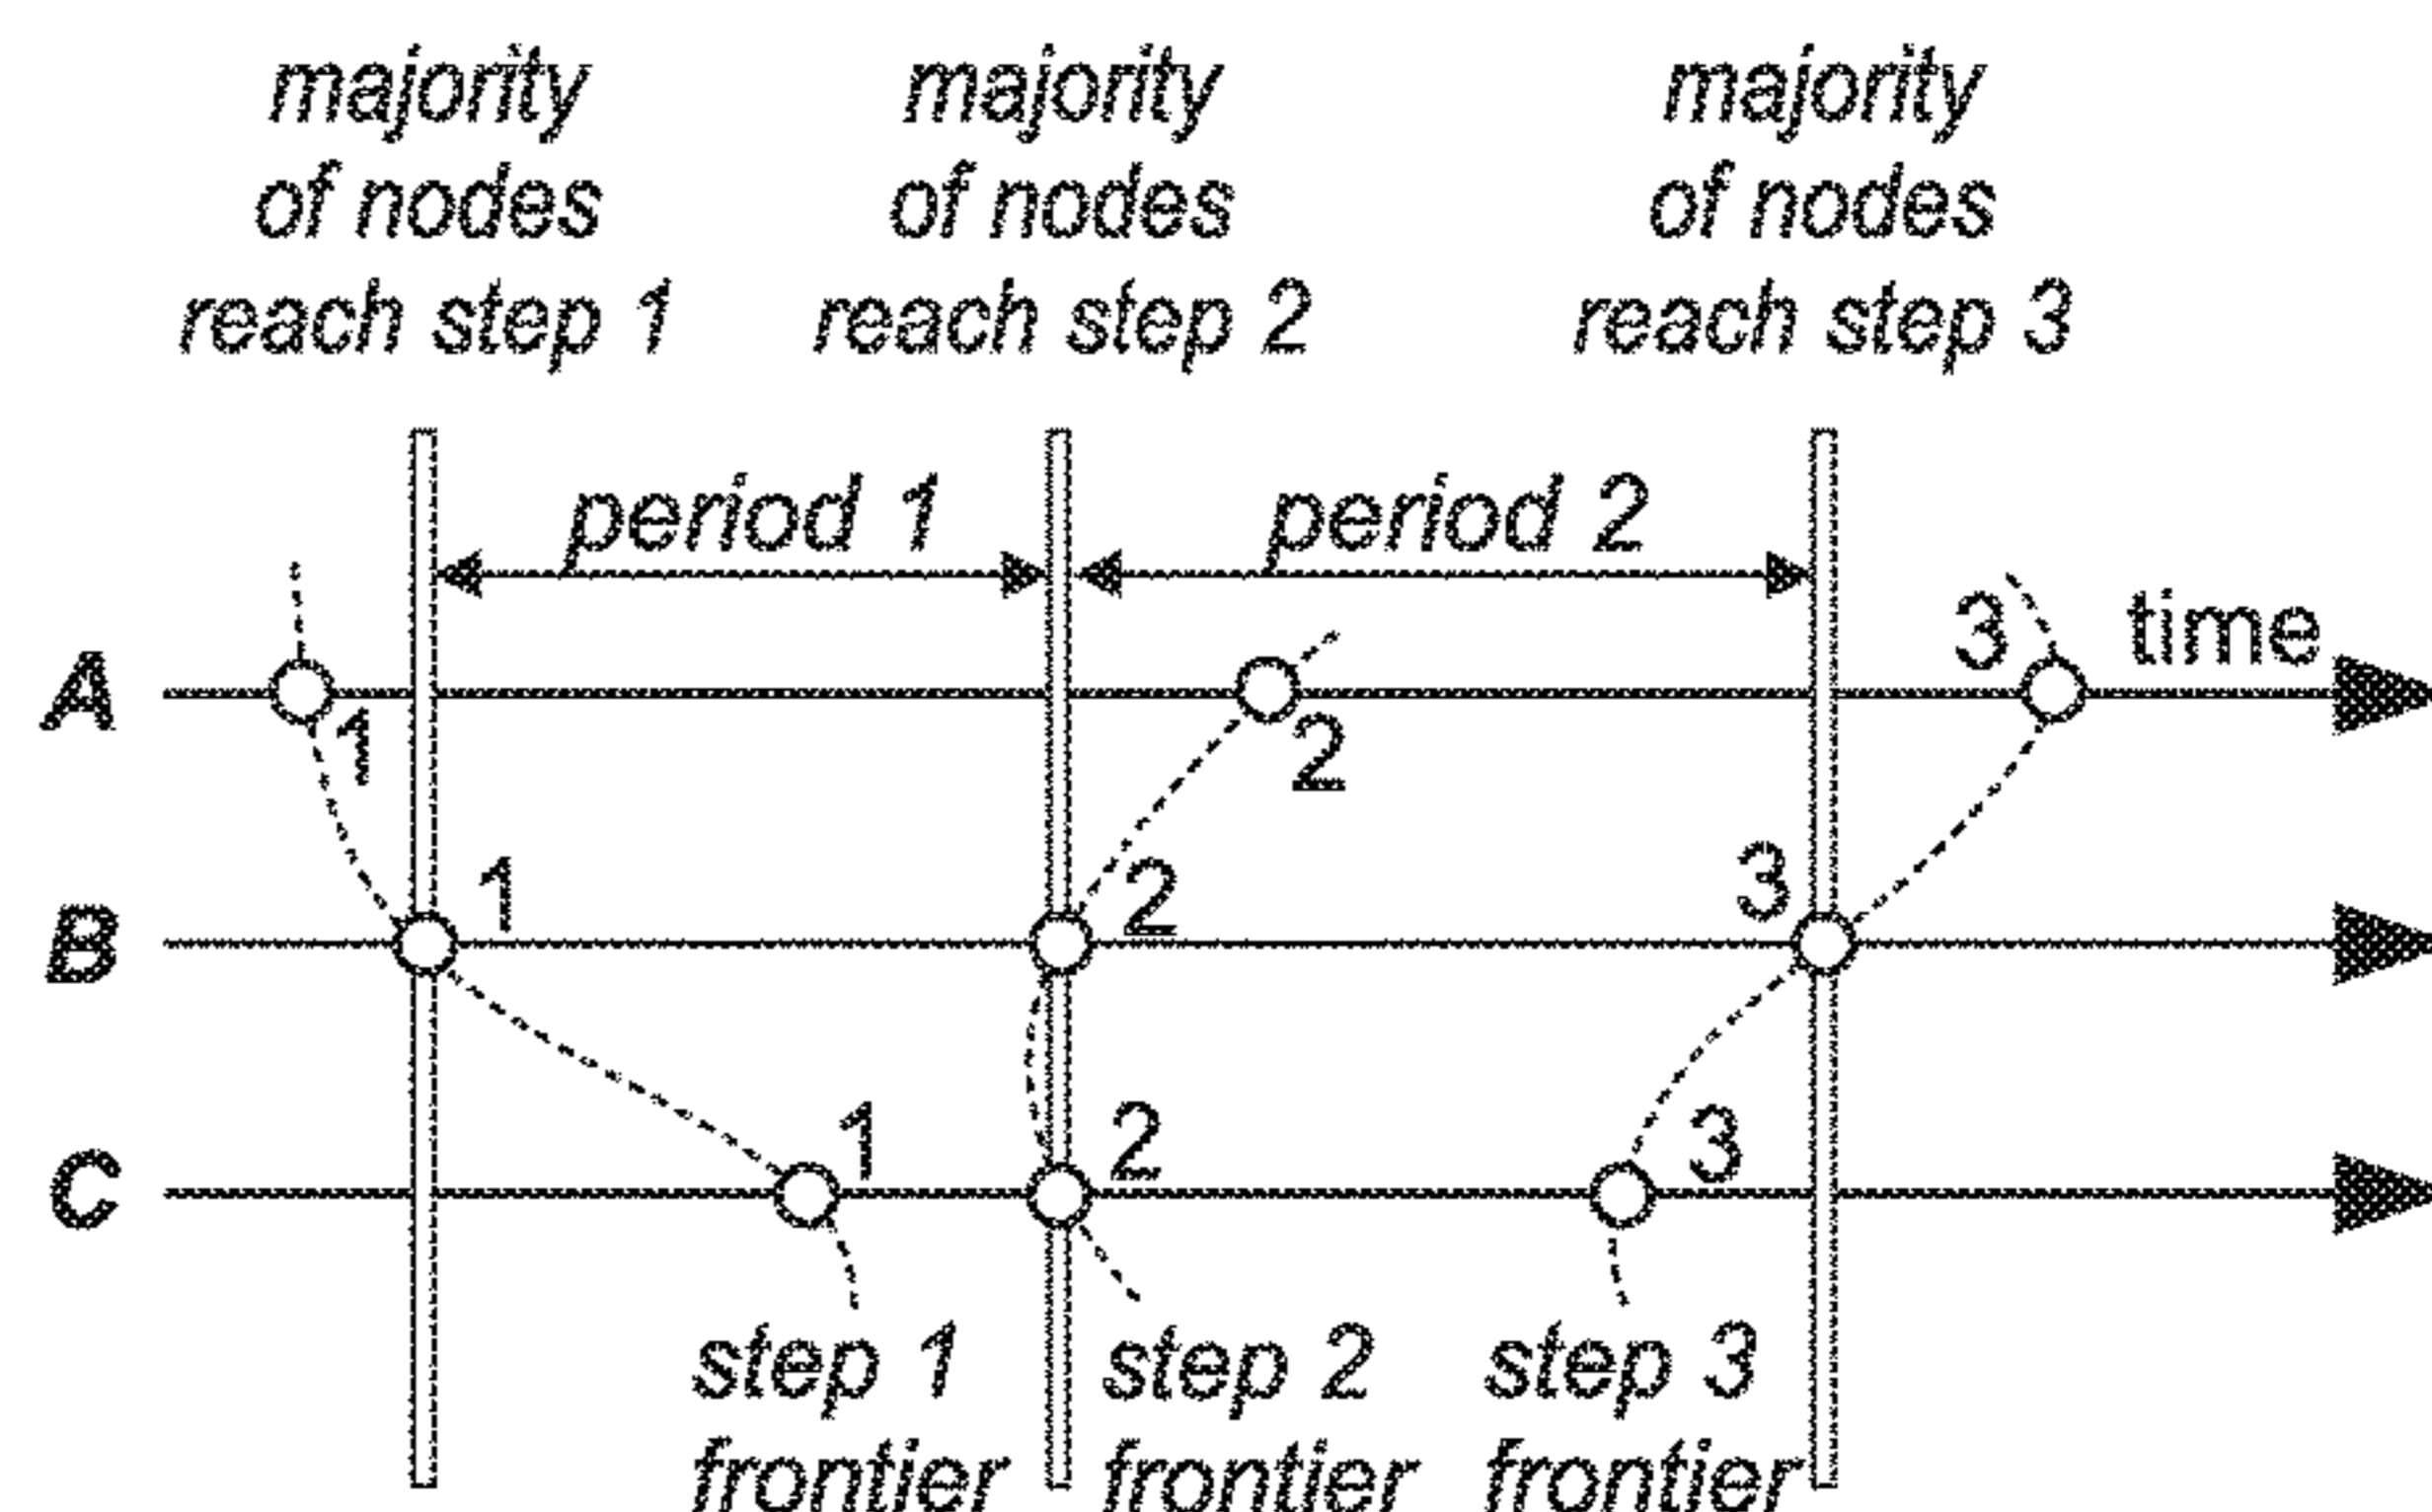 majority
of nodes
reach step 1
majority
of nodes
reach step 2
majority
of nodes
reach step 3
period 1
period 2
A
1
2
3
time
B
1
2
3
C
1
2
3
step 1
frontier
step 2
frontier
step 3
frontier